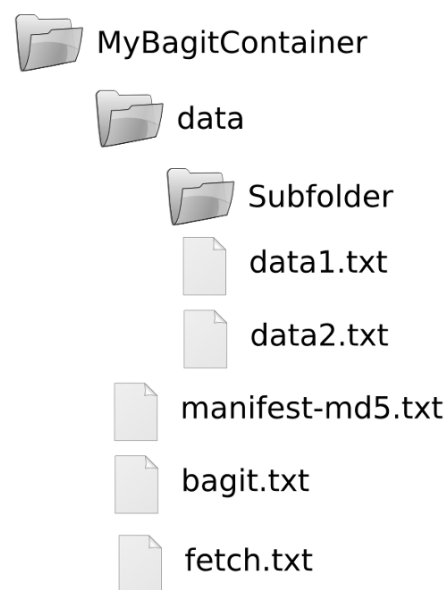 MyBagitContainer
data
Subfolder
data1.txt
data2.txt
manifest-md5.txt
bagit.txt
fetch.txt